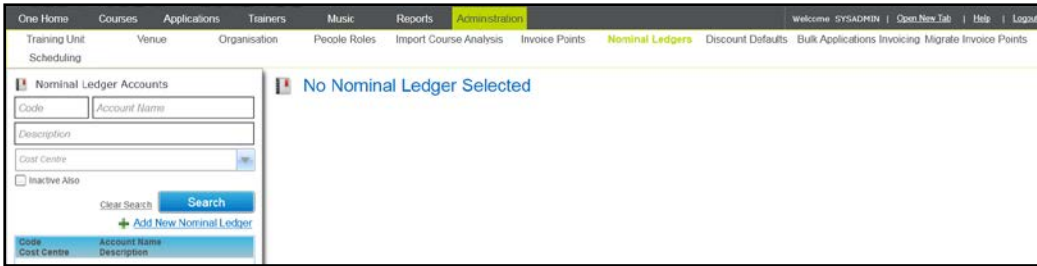 One Home Courses Applications Trainers Music Reports Adminstration Welcome SYSADMIN | Open New Tab | Help | Logout
Training Unit Venue Organisation People Roles Import Course Analysis Invoice Points Nominal Ledgers Discount Defaults Bulk Applications Invoicing Migrate Invoice Points
Scheduling
Nominal Ledger Accounts
No Nominal Ledger Selected
Code Account Name
Description
Cost Centre
Inactive Also
Clear Search Search
Add New Nominal Ledger
Code Account Name
Cost Centre Description